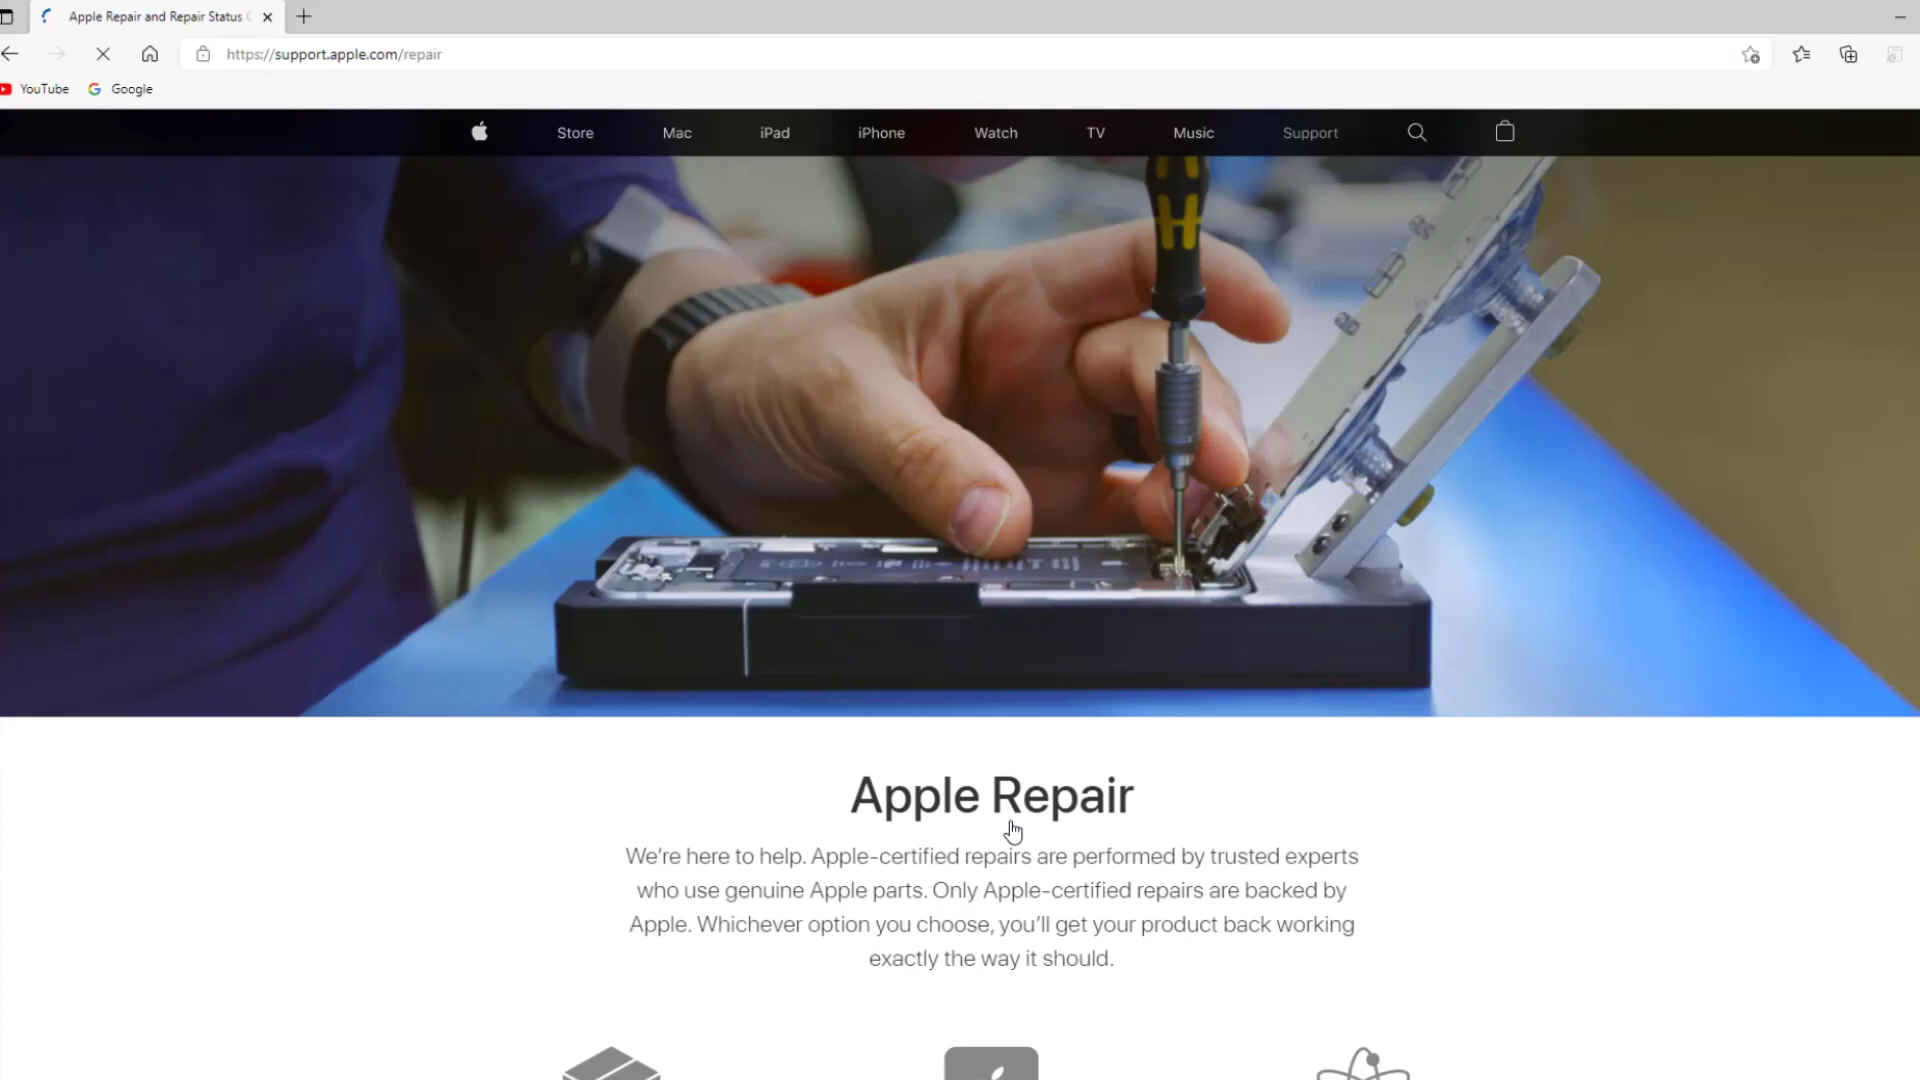 Apple Repair and Repair Status
https://support.apple.com/repair
YouTube Google
Store Mac iPad iPhone Watch TV Music Support
Apple Repair
We're here to help. Apple-certified repairs are performed by trusted experts
who use genuine Apple parts. Only Apple-certified repairs are backed by
Apple. Whichever option you choose, you'll get your product back working
exactly the way it should.